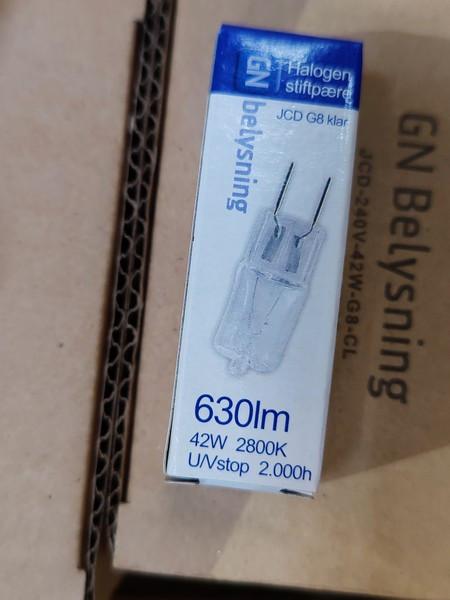 GN
belysning
Halogen
stiftpære
JCD G8 klar
630lm
42W 2800K
U/Vstop 2.000h
GN Belysning
JCD-240V-42W-G8-CL